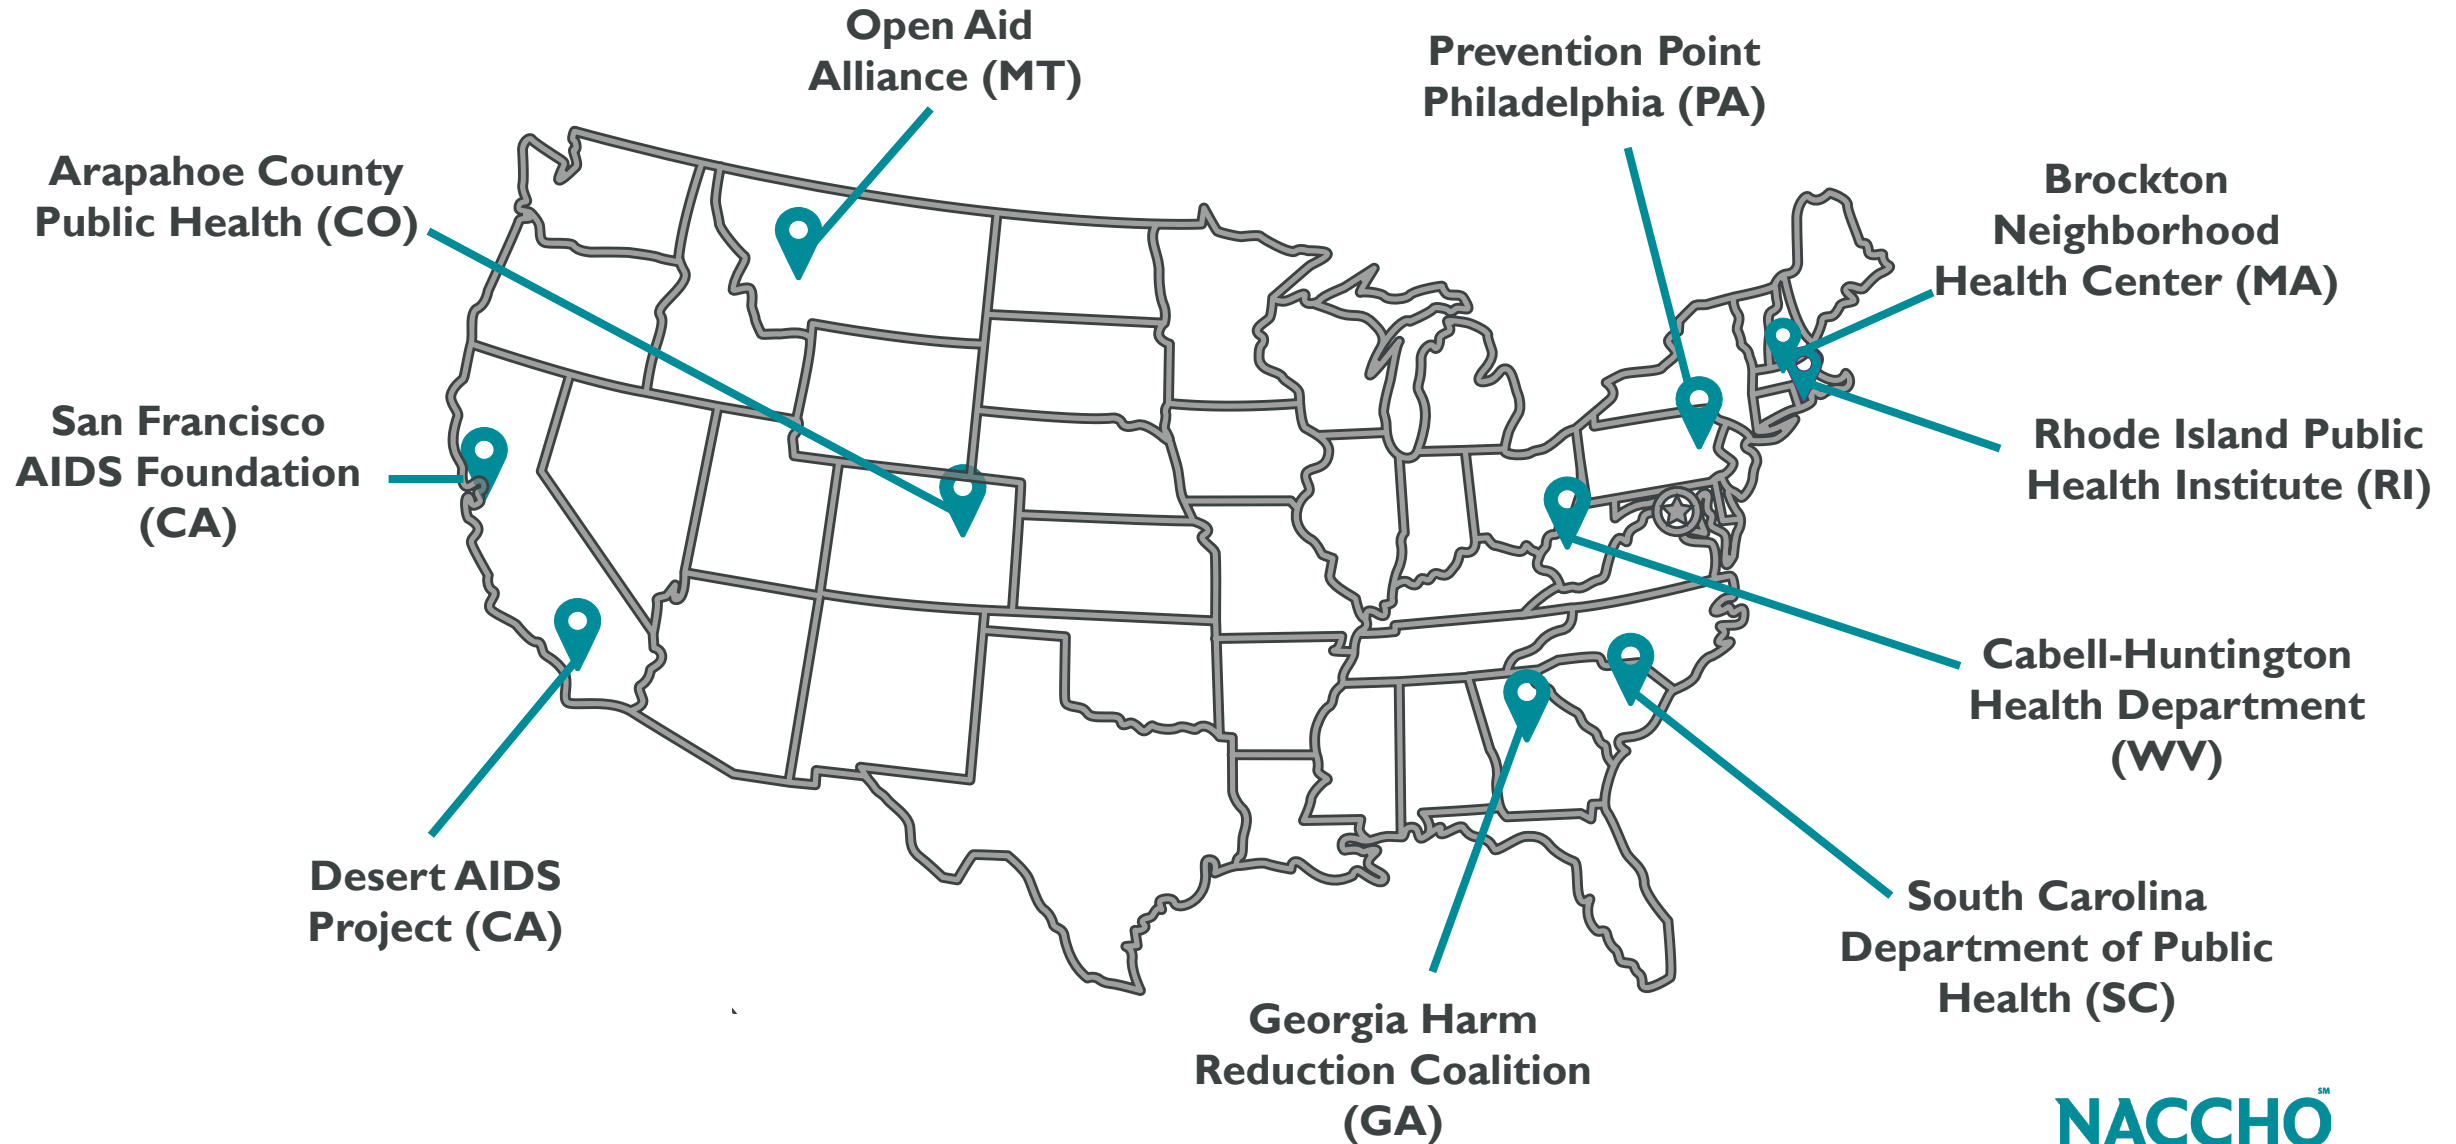 Open Aid
Alliance (MT)
Prevention Point
Philadelphia (PA)
Arapahoe County
Public Health (CO)
Brockton
Neighborhood
Health Center (MA)
San Francisco
AIDS Foundation
(CA)
Rhode Island Public
Health Institute (RI)
Cabell-Huntington
Health Department
(WV)
Desert AIDS
Project (CA)
South Carolina
Department of Public
Health (SC)
Georgia Harm
Reduction Coalition
(GA)
NACCHO℠